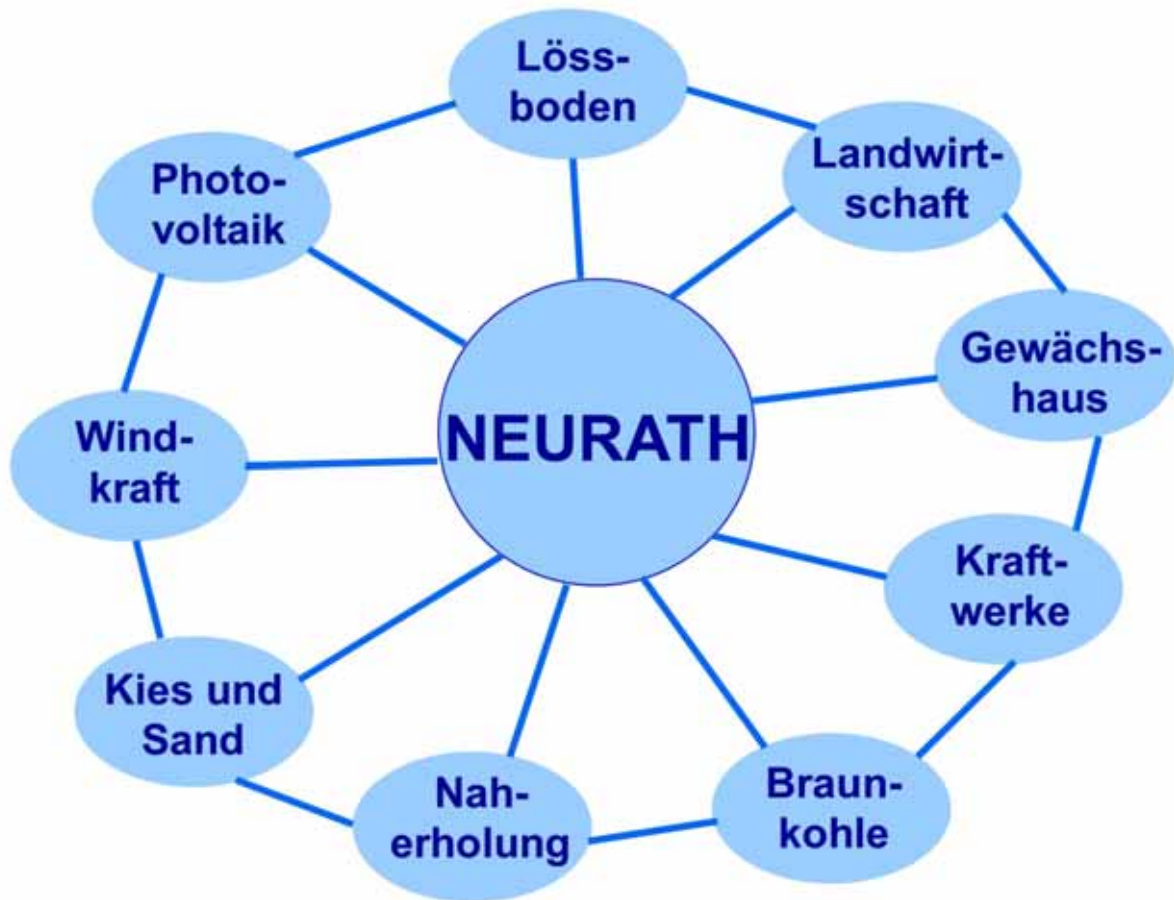 Löss-
boden
Landwirt-
schaft
Gewächs-
haus
Kraft-
werke
Braun-
kohle
Nah-
erholung
Kies und
Sand
Wind-
kraft
Photo-
voltaik
NEURATH